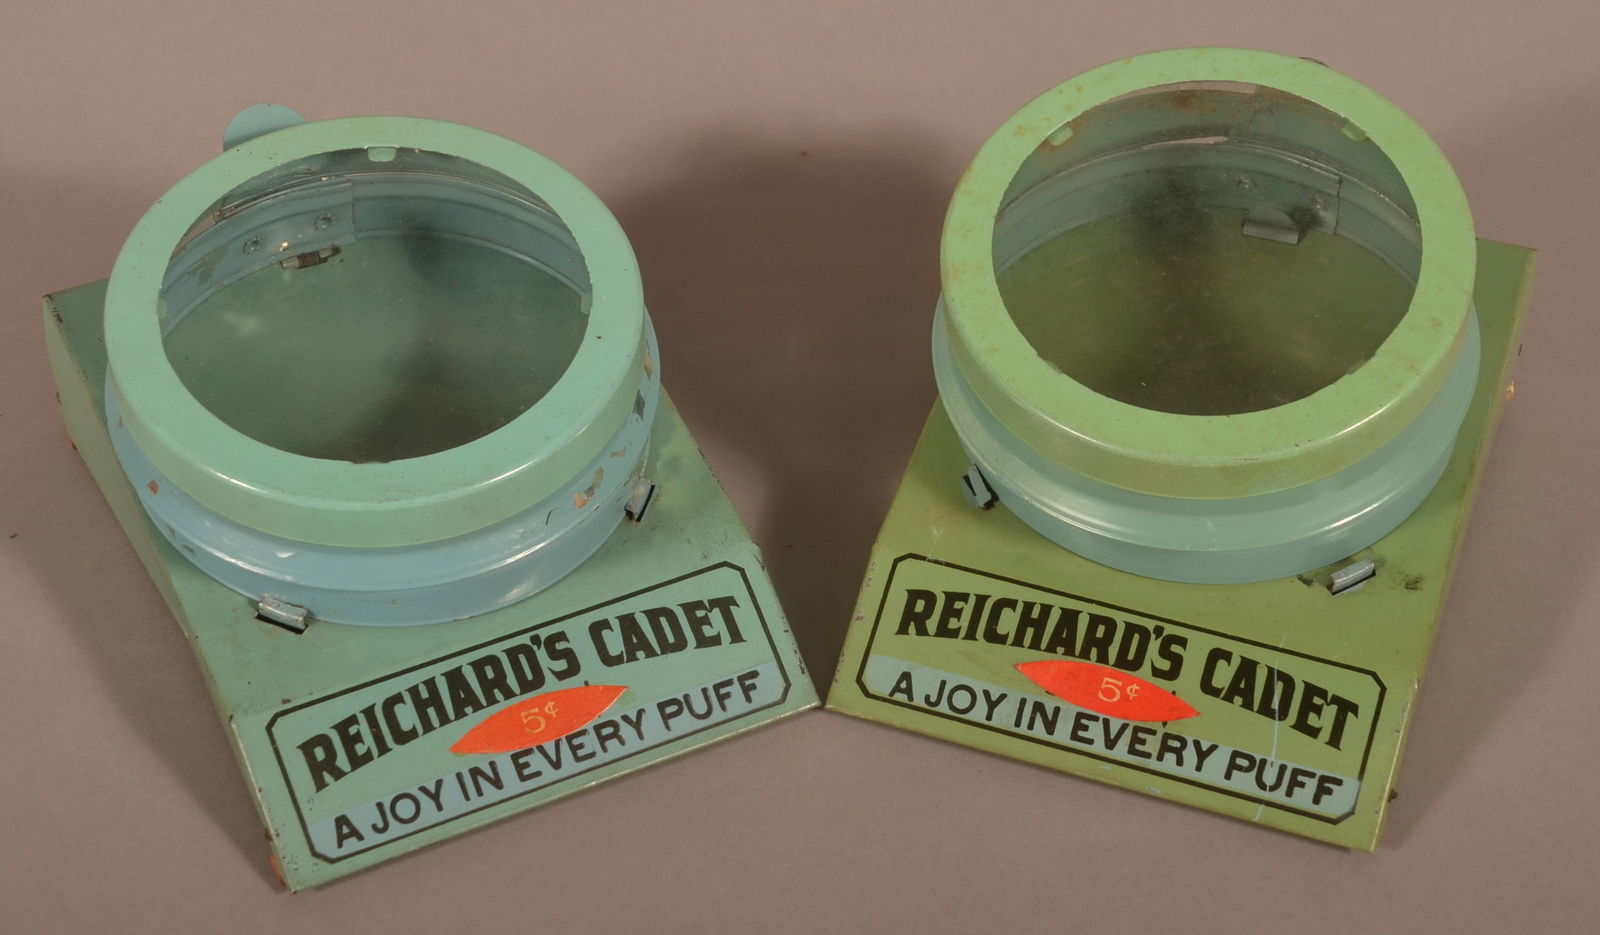 REICHARD'S CADET
5¢
A JOY IN EVERY PUFF
REICHARD'S CADET
5¢
A JOY IN EVERY PUFF